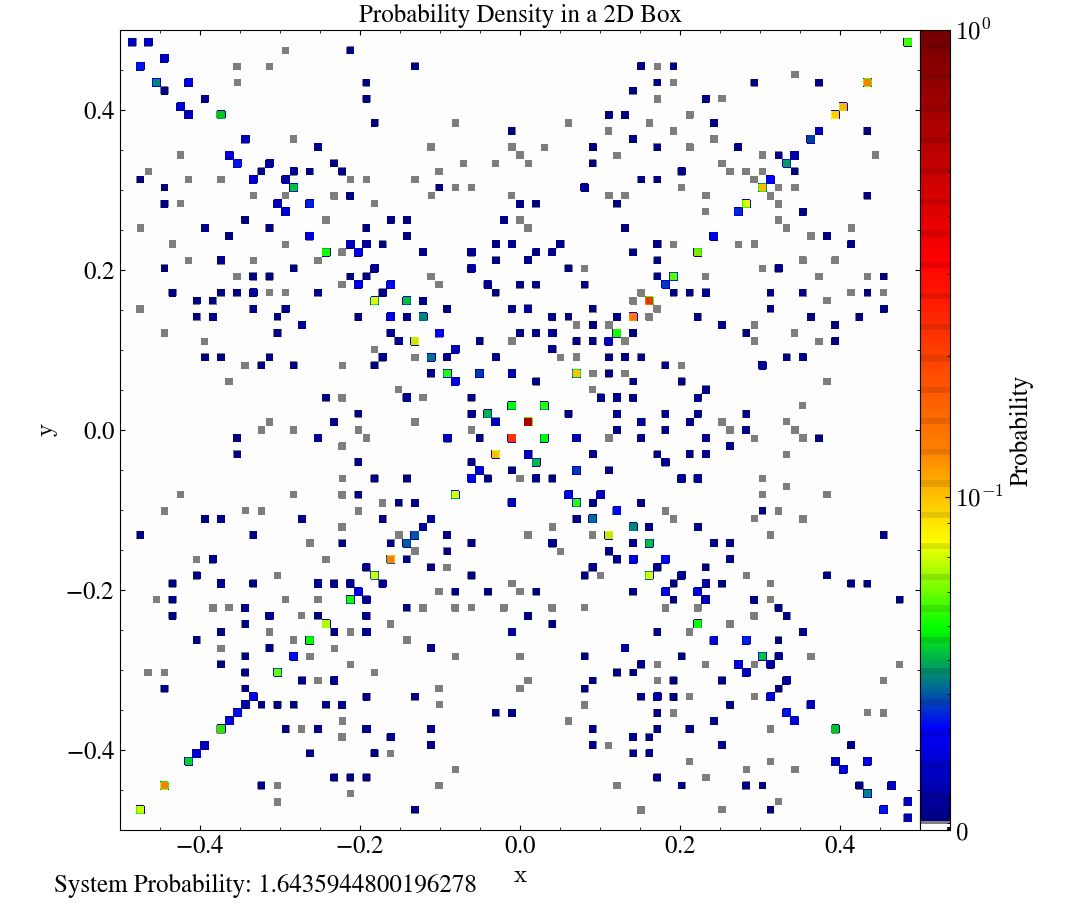 Probability Density in a 2D Box
10^0
0.4
0.2
0.0
−0.2
−0.4
y
Probability
10^−1
0
−0.4 −0.2 0.0 0.2 0.4
x
System Probability: 1.6435944800196278